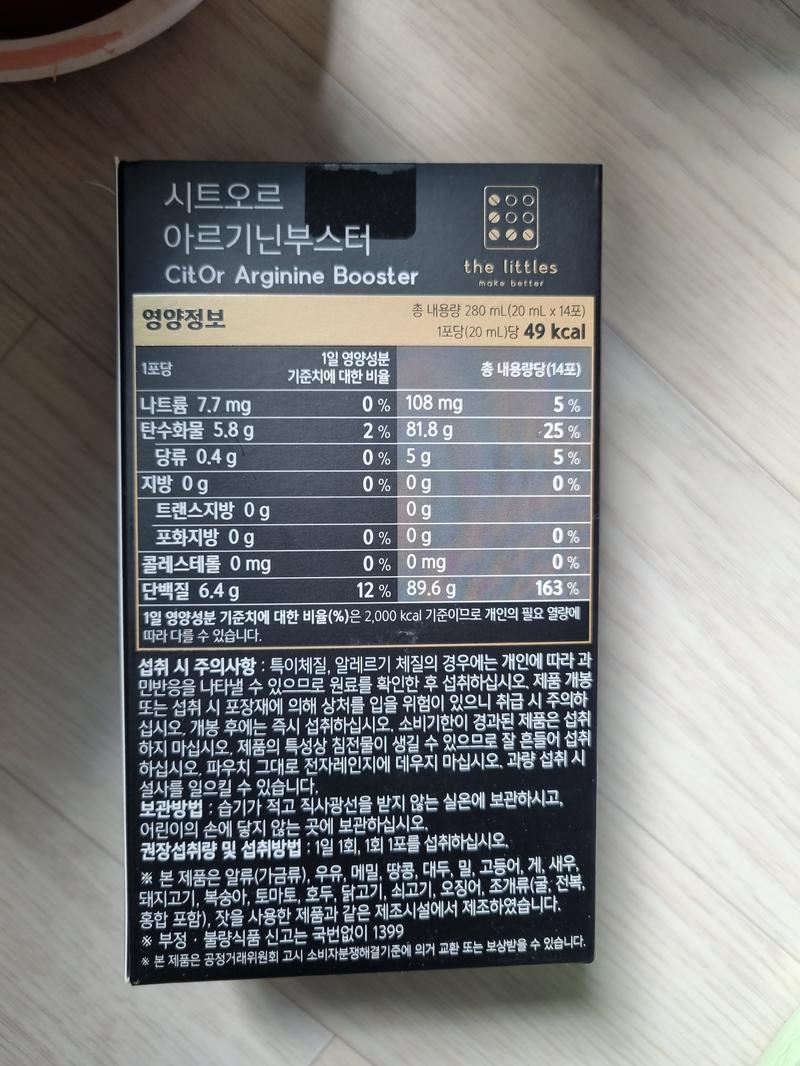 시트오르
아르기닌부스터
CitOr Arginine Booster
the littles
make better
영양정보
총 내용량 280 mL(20 mL x 14포)
1포당(20 mL)당 49 kcal
1포당 1일 영양성분 기준치에 대한 비율 총 내용량당(14포)
나트륨 7.7 mg 0 % 108 mg 5 %
탄수화물 5.8 g 2 % 81.8 g 25 %
당류 0.4 g 0 % 5 g 5 %
지방 0 g 0 % 0 g 0 %
트랜스지방 0 g 0 g
포화지방 0 g 0 % 0 g 0 %
콜레스테롤 0 mg 0 % 0 mg 0 %
단백질 6.4 g 12 % 89.6 g 163 %
1일 영양성분 기준치에 대한 비율(%)은 2,000 kcal 기준이므로 개인의 필요 열량에
따라 다를 수 있습니다.
섭취 시 주의사항 : 특이체질, 알레르기 체질의 경우에는 개인에 따라 과
민반응을 나타낼 수 있으므로 원료를 확인한 후 섭취하십시오. 제품 개봉
또는 섭취 시 포장재에 의해 상처를 입을 위험이 있으니 취급 시 주의하
십시오. 개봉 후에는 즉시 섭취하십시오. 소비기한이 경과된 제품은 섭취
하지 마십시오. 제품의 특성상 침전물이 생길 수 있으므로 잘 흔들어 섭취
하십시오. 파우치 그대로 전자레인지에 데우지 마십시오. 과량 섭취 시
설사를 일으킬 수 있습니다.
보관방법 : 습기가 적고 직사광선을 받지 않는 실온에 보관하시고,
어린이의 손에 닿지 않는 곳에 보관하십시오.
권장섭취량 및 섭취방법 : 1일 1회, 1회 1포를 섭취하십시오.
※ 본 제품은 알류(가금류), 우유, 메밀, 땅콩, 대두, 밀, 고등어, 게, 새우,
돼지고기, 복숭아, 토마토, 호두, 닭고기, 쇠고기, 오징어, 조개류(굴, 전복,
홍합 포함), 잣을 사용한 제품과 같은 제조시설에서 제조하였습니다.
※ 부정 · 불량식품 신고는 국번없이 1399
※ 본 제품은 공정거래위원회 고시 소비자분쟁해결기준에 의거 교환 또는 보상받을 수 있습니다.